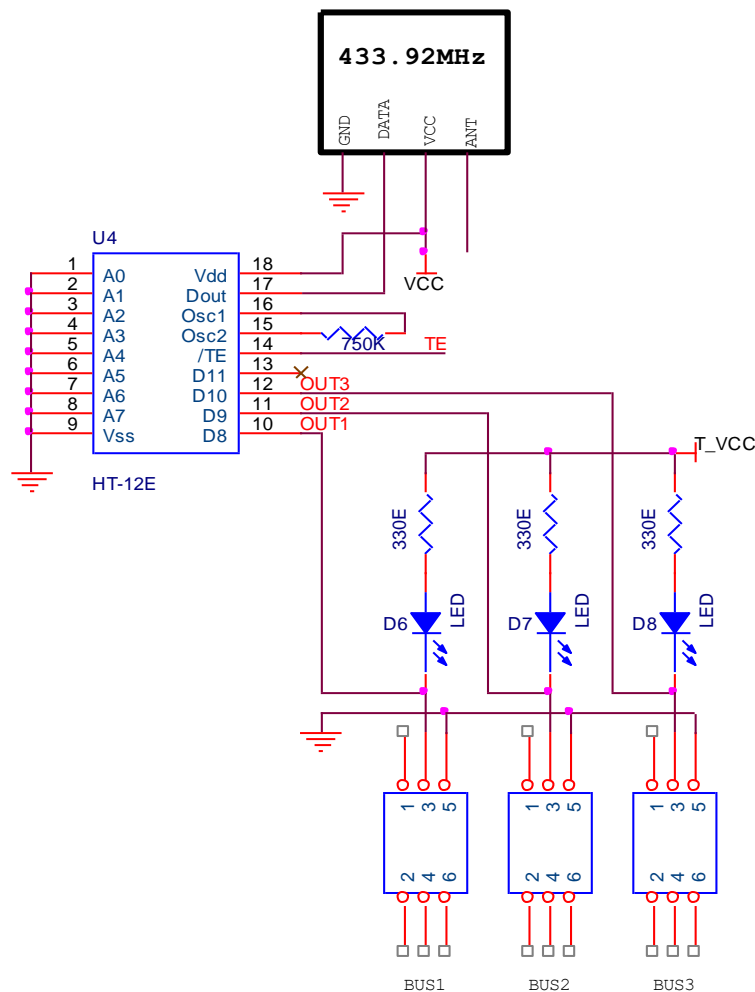 433.92MHz
GND DATA VCC ANT
U4
1 A0 Vdd 18
2 A1 Dout 17
3 A2 Osc1 16
4 A3 Osc2 15
5 A4 /TE 14
6 A5 D11 13
7 A6 D10 12
8 A7 D9 11
9 Vss D8 10
HT-12E
VCC
750K
TE
OUT3
OUT2
OUT1
T_VCC
330E 330E 330E
D6 LED D7 LED D8 LED
1 3 5 1 3 5 1 3 5
2 4 6 2 4 6 2 4 6
BUS1 BUS2 BUS3